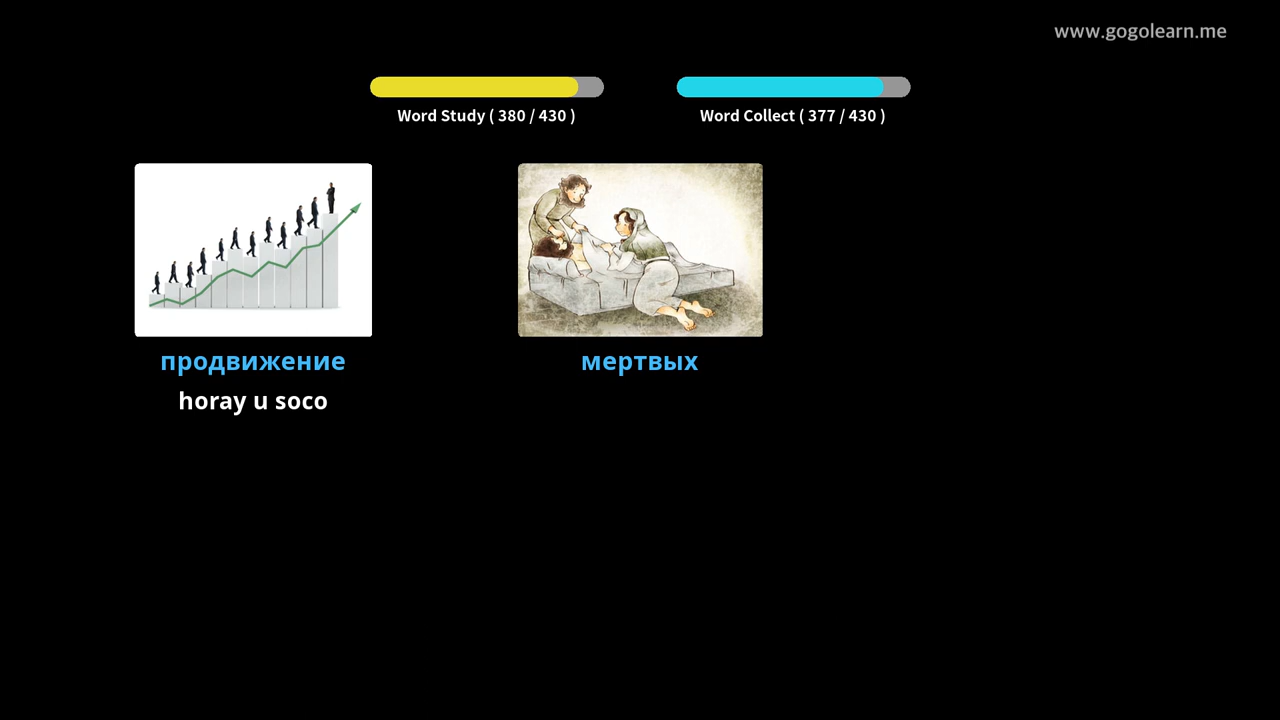 www.gogolearn.me
Word Study ( 380 / 430 )
Word Collect ( 377 / 430 )
продвижение
мертвых
horay u soco